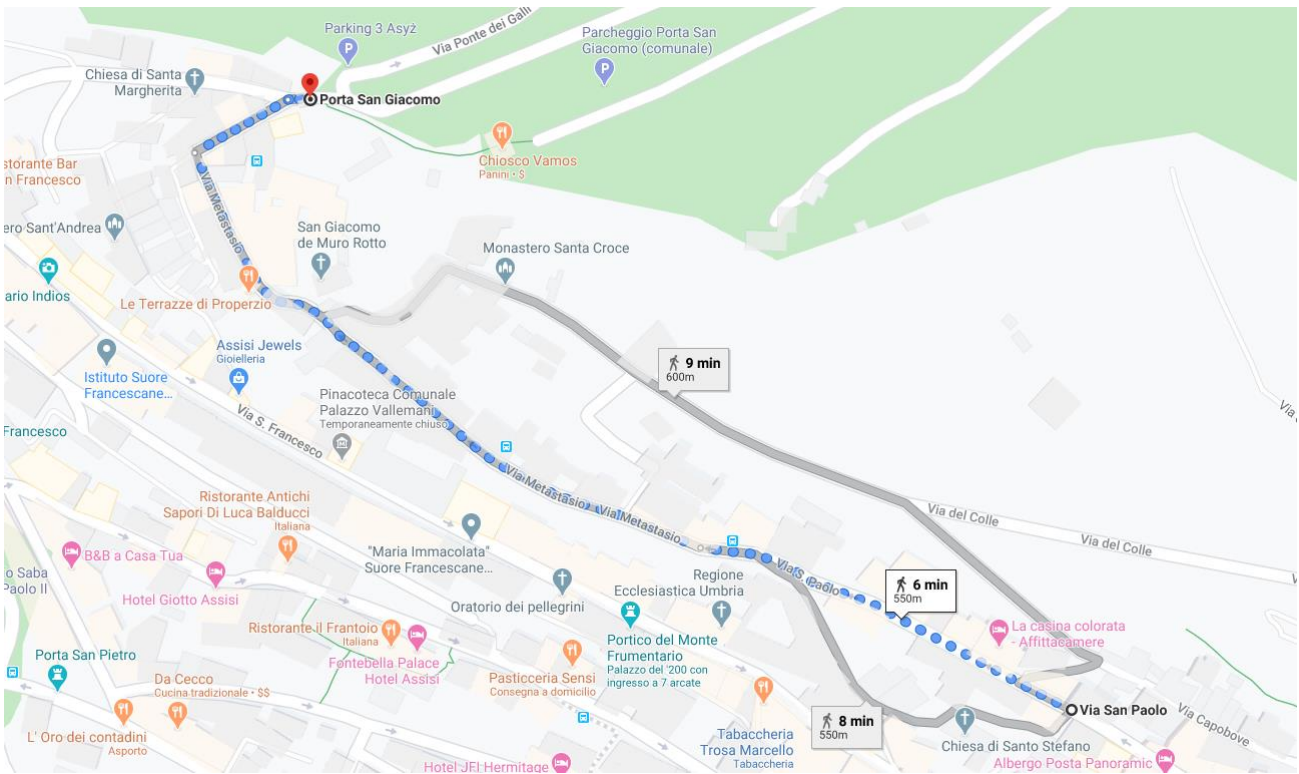 Parking 3 Asyż
Via Ponte dei Galli
Parcheggio Porta San
Giacomo (comunale)
P
P
Chiesa di Santa
Margherita
Porta San Giacomo
Chiosco Vamos
Panini • $
storante Bar
n Francesco
Via Metastasio
ero Sant'Andrea
San Giacomo
de Muro Rotto
Monastero Santa Croce
ario Indios
Le Terrazze di Properzio
Assisi Jewels
Gioielleria
9 min
600m
Istituto Suore
Francescane...
Pinacoteca Comunale
Palazzo Vallemani
Temporaneamente chiuso
Via S. Francesco
Francesco
Via Metastasio
Via Metastasio
Ristorante Antichi
Sapori Di Luca Balducci
Italiana
Via del Colle
Via del Colle
B&B a Casa Tua
"Maria Immacolata"
Suore Francescane...
Regione
Ecclesiastica Umbria
Via S. Paolo
6 min
550m
o Saba
Paolo II
Hotel Giotto Assisi
Oratorio dei pellegrini
Ristorante il Frantoio
Italiana
Portico del Monte
Frumentario
Palazzo del '200 con
ingresso a 7 arcate
La casina colorata
- Affittacamere
Porta San Pietro
Fontebella Palace
Hotel Assisi
Pasticceria Sensi
Consegna a domicilio
Da Cecco
Cucina tradizionale • $$
8 min
550m
Via San Paolo
Via Capobove
L' Oro dei contadini
Asporto
Tabaccheria
Trosa Marcello
Tabaccheria
Chiesa di Santo Stefano
Hotel JFI Hermitage
Albergo Posta Panoramic